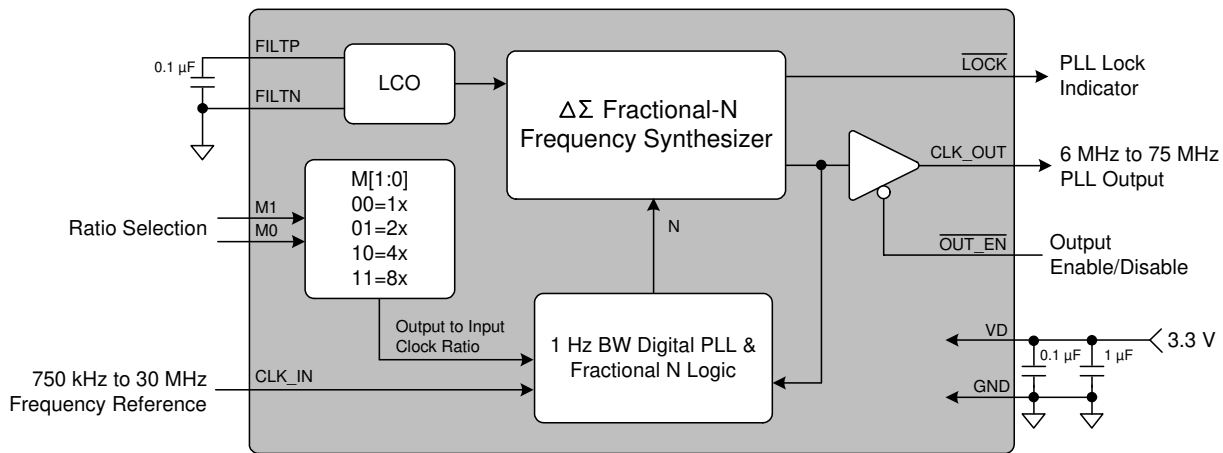 FILTP
0.1 µF
FILTN
LCO
ΔΣ Fractional-N
Frequency Synthesizer
LOCK
PLL Lock
Indicator
CLK_OUT
6 MHz to 75 MHz
PLL Output
M[1:0]
00=1x
01=2x
10=4x
11=8x
Ratio Selection
M1
M0
N
OUT_EN
Output
Enable/Disable
Output to Input
Clock Ratio
1 Hz BW Digital PLL &
Fractional N Logic
VD
3.3 V
0.1 µF
1 µF
GND
750 kHz to 30 MHz
Frequency Reference
CLK_IN